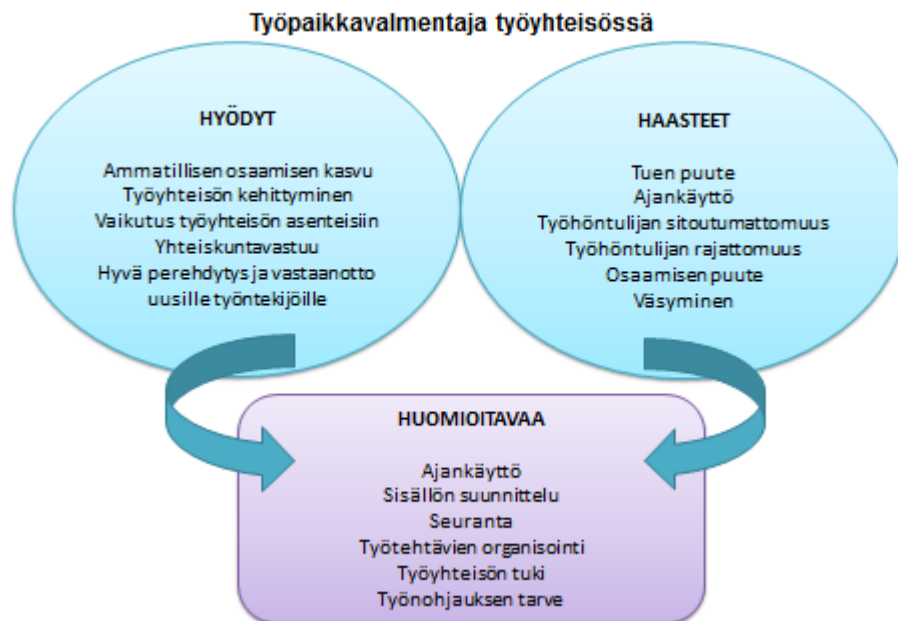 Työpaikkavalmentaja työyhteisössä
HYÖDYT
Ammatillisen osaamisen kasvu
Työyhteisön kehittyminen
Vaikutus työyhteisön asenteisiin
Yhteiskuntavastuu
Hyvä perehdytys ja vastaanotto
uusille työntekijöille
HAASTEET
Tuen puute
Ajankäyttö
Työhöntulijan sitoutumattomuus
Työhöntulijan rajattomuus
Osaamisen puute
Väsyminen
HUOMIOITAVAA
Ajankäyttö
Sisällön suunnittelu
Seuranta
Työtehtävien organisointi
Työyhteisön tuki
Työnohjauksen tarve